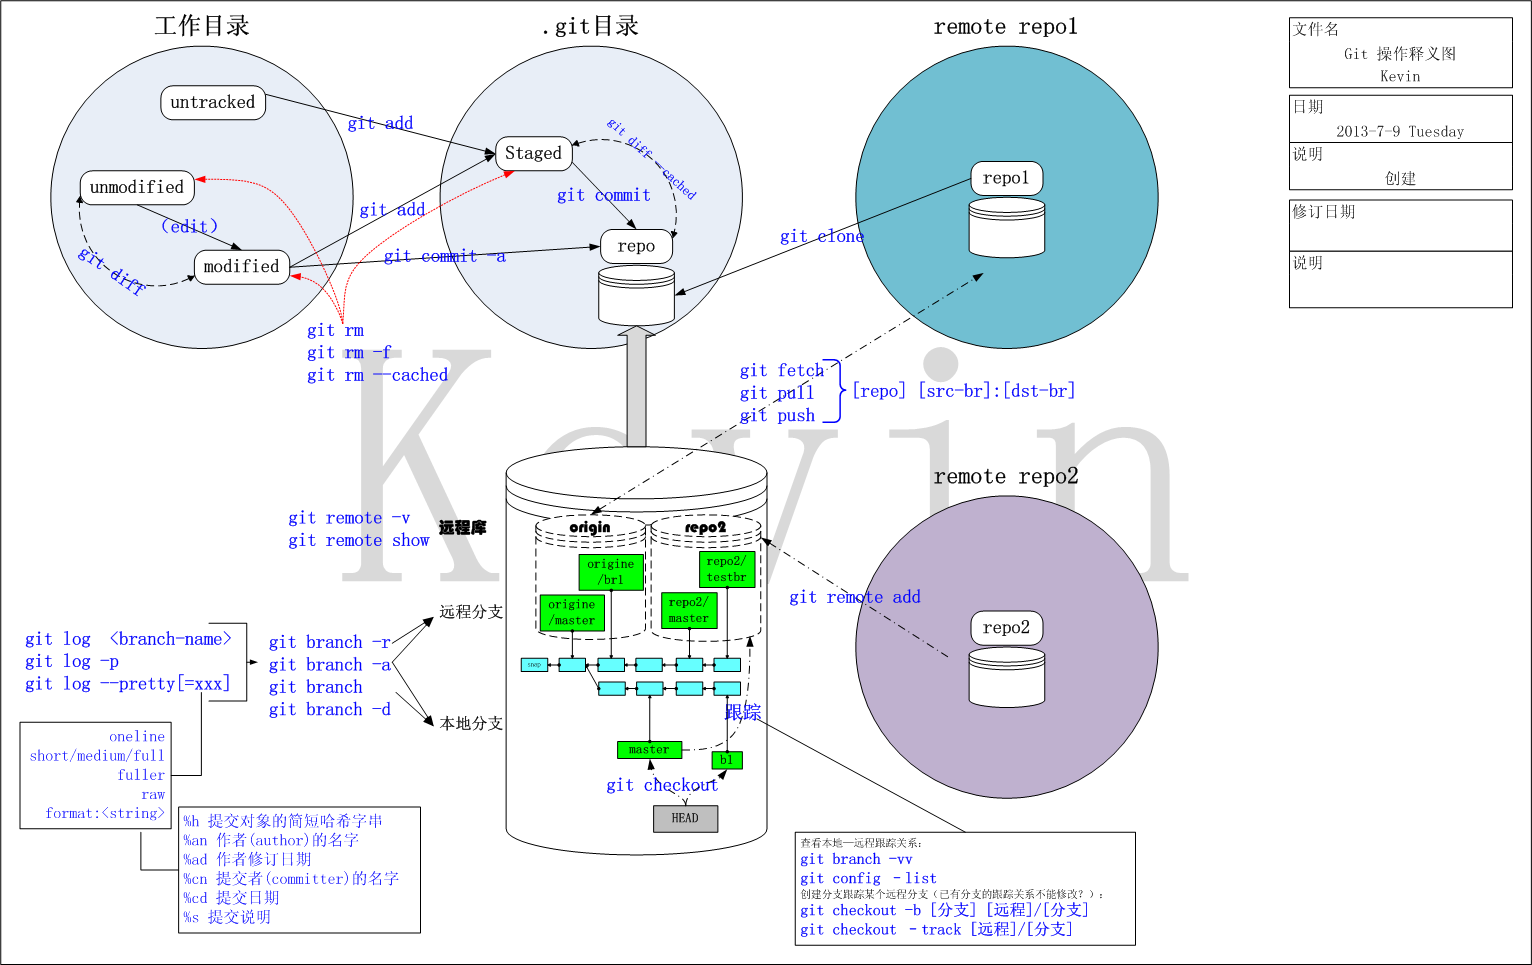 工作目录
.git目录
remote repo1
文件名
Git 操作释义图
Kevin
日期
2013-7-9 Tuesday
说明
创建
修订日期
说明
untracked
git add
unmodified
(edit)
git add
modified
git diff
git commit -a
git rm
git rm -f
git rm --cached
Staged
git diff -cached
git commit
repo
repo1
git clone
git fetch
git pull
git push
[repo] [src-br]:[dst-br]
Kevin
remote repo2
git remote -v
git remote show
远程库
origin
repo2
origine
/br1
repo2/
testbr
origine
/master
repo2/
master
git remote add
repo2
远程分支
git log <branch-name>
git log -p
git log --pretty[=xxx]
git branch -r
git branch -a
git branch
git branch -d
本地分支
snap
跟踪
master
b1
git checkout
HEAD
oneline
short/medium/full
fuller
raw
format:<string>
%h 提交对象的简短哈希字串
%an 作者(author)的名字
%ad 作者修订日期
%cn 提交者(committer)的名字
%cd 提交日期
%s 提交说明
查看本地—远程跟踪关系:
git branch -vv
git config -list
创建分支跟踪某个远程分支(已有分支的跟踪关系不能修改?):
git checkout -b [分支] [远程]/[分支]
git checkout -track [远程]/[分支]